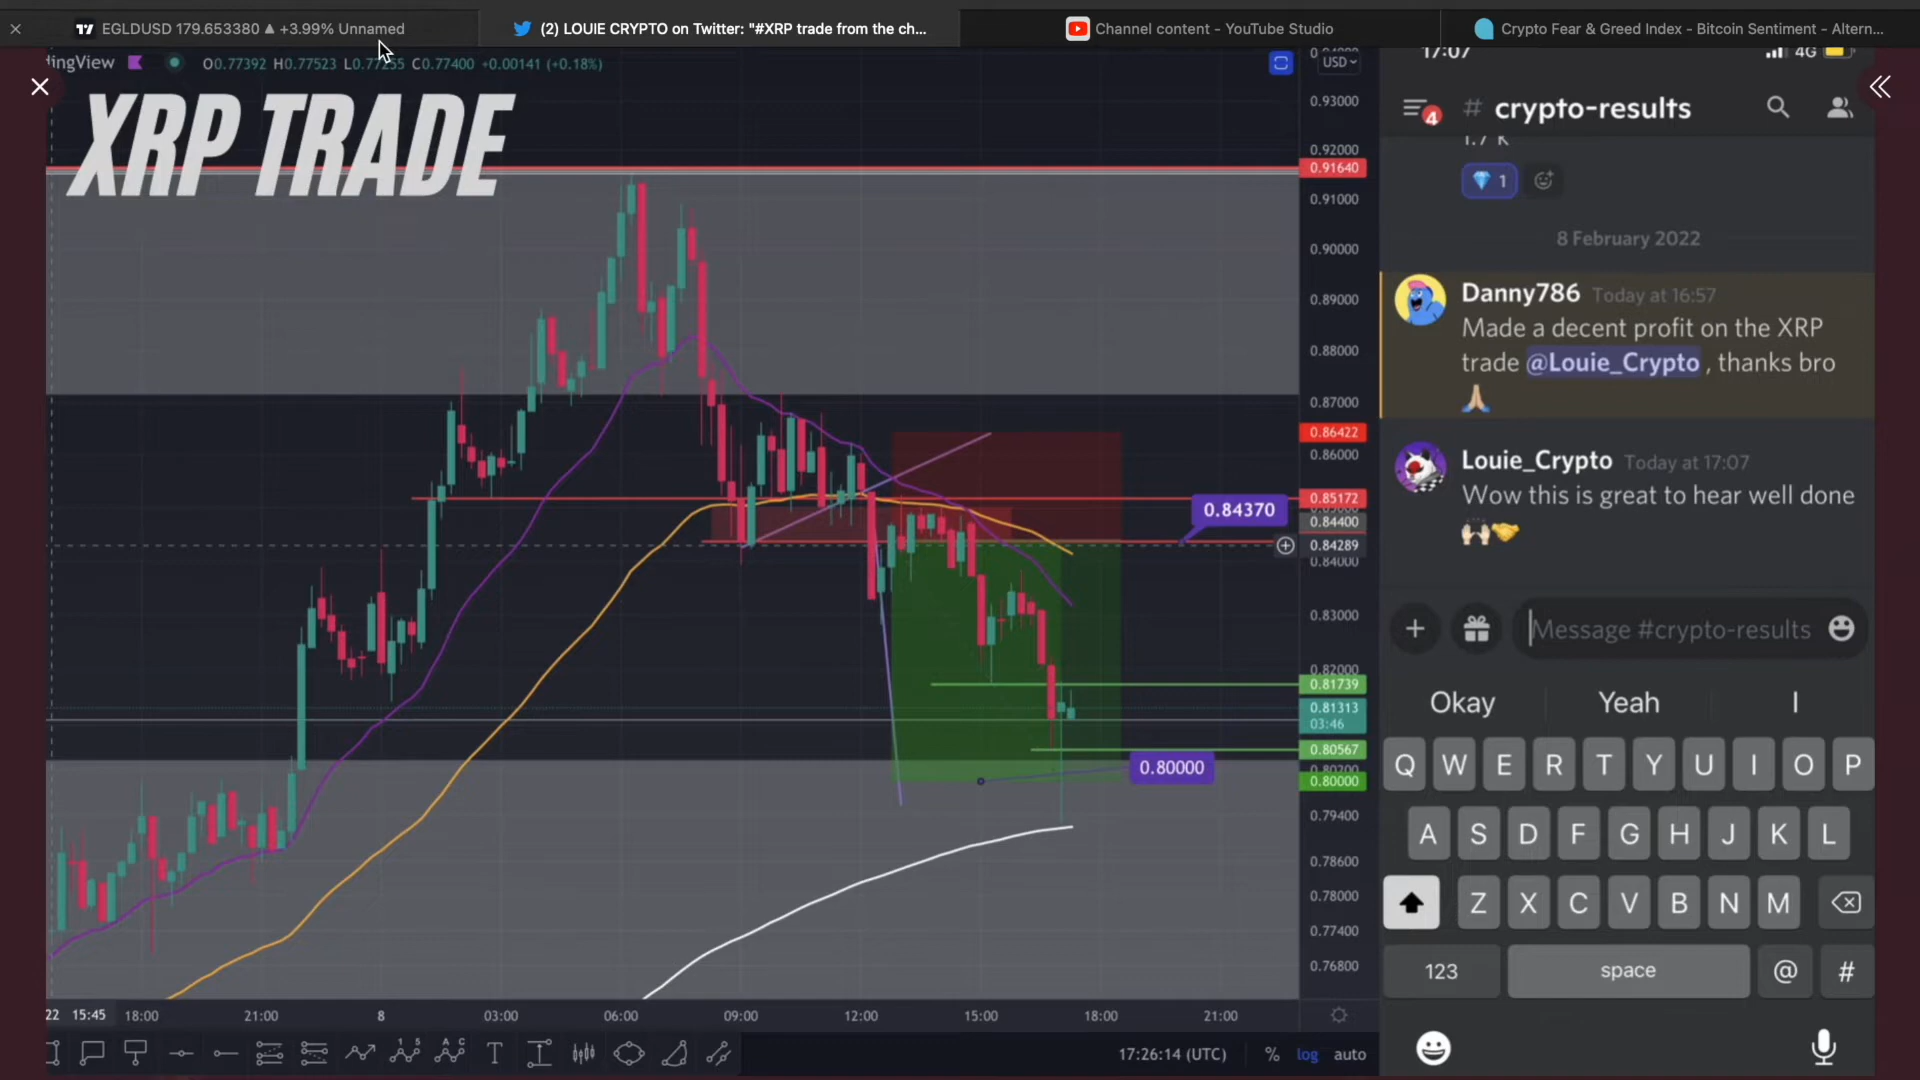 EGLDUSD 179.653380 ▲ +3.99% Unnamed
(2) LOUIE CRYPTO on Twitter: "#XRP trade from the ch...
Channel content - YouTube Studio
Crypto Fear & Greed Index - Bitcoin Sentiment - Altern...
ingView
O0.77392 H0.77523 L0.77255 C0.77400 +0.00141 (+0.18%)
XRP TRADE
USD
0.93000
0.92000
0.91640
0.91000
0.90000
0.89000
0.88000
0.87000
0.86422
0.86000
0.85172
0.84400
0.84289
0.84000
0.83000
0.82000
0.81739
0.81313
03:46
0.80567
0.80200
0.80000
0.79400
0.78600
0.78000
0.77400
0.76800
0.84370
0.80000
22 15:45 18:00 21:00 8 03:00 06:00 09:00 12:00 15:00 18:00 21:00
17:26:14 (UTC) % log auto
17:07
4G
4
# crypto-results
1.7 K
1
8 February 2022
Danny786 Today at 16:57
Made a decent profit on the XRP
trade @Louie_Crypto , thanks bro
Louie_Crypto Today at 17:07
Wow this is great to hear well done
Message #crypto-results
Okay Yeah I
Q W E R T Y U I O P
A S D F G H J K L
Z X C V B N M
123 space @ #